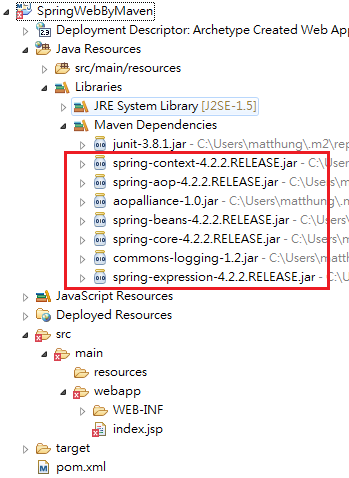 SpringWebByMaven
Deployment Descriptor: Archetype Created Web App
Java Resources
src/main/resources
Libraries
JRE System Library [J2SE-1.5]
Maven Dependencies
junit-3.8.1.jar - C:\Users\matthung\.m2\rep
spring-context-4.2.2.RELEASE.jar - C:\Users
spring-aop-4.2.2.RELEASE.jar - C:\Users\m
aopalliance-1.0.jar - C:\Users\matthung\.n
spring-beans-4.2.2.RELEASE.jar - C:\Users\
spring-core-4.2.2.RELEASE.jar - C:\Users\m
commons-logging-1.2.jar - C:\Users\matth
spring-expression-4.2.2.RELEASE.jar - C:\Us
JavaScript Resources
Deployed Resources
src
main
resources
webapp
WEB-INF
index.jsp
target
pom.xml